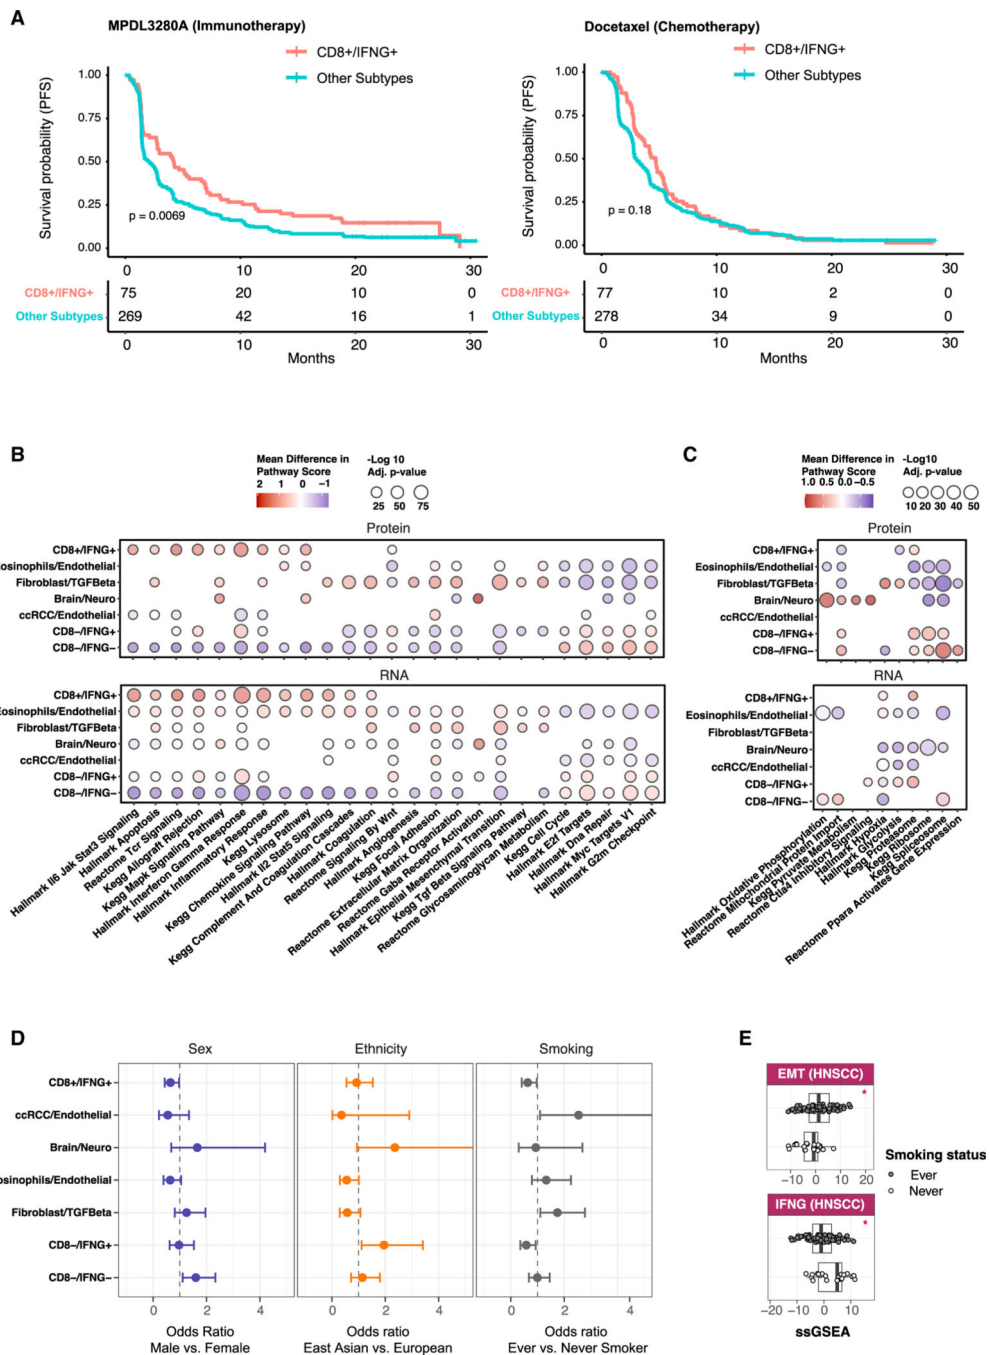 A
MPDL3280A (Immunotherapy)
CD8+/IFNG+
Other Subtypes
Survival probability (PFS)
1.00
0.75
0.50
0.25
0.00
p = 0.0069
0 10 20 30
Months
CD8+/IFNG+ 75 20 10 0
Other Subtypes 269 42 16 1
0 10 20 30
Months
Docetaxel (Chemotherapy)
CD8+/IFNG+
Other Subtypes
Survival probability (PFS)
1.00
0.75
0.50
0.25
0.00
p = 0.18
0 10 20 30
Months
CD8+/IFNG+ 77 10 2 0
Other Subtypes 278 34 9 0
0 10 20 30
Months
B
Mean Difference in
Pathway Score
2 1 0 −1
-Log 10
Adj. p-value
25 50 75
Protein
CD8+/IFNG+
Eosinophils/Endothelial
Fibroblast/TGFBeta
Brain/Neuro
ccRCC/Endothelial
CD8−/IFNG+
CD8−/IFNG−
RNA
CD8+/IFNG+
Eosinophils/Endothelial
Fibroblast/TGFBeta
Brain/Neuro
ccRCC/Endothelial
CD8−/IFNG+
CD8−/IFNG−
Hallmark Il6 Jak Stat3 Signaling
Hallmark Apoptosis
Reactome Tcr Signaling
Kegg Allograft Rejection
Kegg Mapk Signaling Pathway
Hallmark Interferon Gamma Response
Hallmark Inflammatory Response
Kegg Lysosome
Kegg Chemokine Signaling Pathway
Hallmark Il2 Stat5 Signaling
Kegg Complement And Coagulation Cascades
Hallmark Coagulation
Reactome Signaling By Wnt
Hallmark Angiogenesis
Kegg Focal Adhesion
Reactome Extracellular Matrix Organization
Reactome Gaba Receptor Activation
Hallmark Epithelial Mesenchymal Transition
Kegg Tgf Beta Signaling Pathway
Reactome Glycosaminoglycan Metabolism
Kegg Cell Cycle
Hallmark E2f Targets
Hallmark Dna Repair
Hallmark Myc Targets V1
Hallmark G2m Checkpoint
C
Mean Difference in
Pathway Score
1.0 0.5 0.0 −0.5
-Log10
Adj. p-value
10 20 30 40 50
Protein
CD8+/IFNG+
Eosinophils/Endothelial
Fibroblast/TGFBeta
Brain/Neuro
ccRCC/Endothelial
CD8−/IFNG+
CD8−/IFNG−
RNA
CD8+/IFNG+
Eosinophils/Endothelial
Fibroblast/TGFBeta
Brain/Neuro
ccRCC/Endothelial
CD8−/IFNG+
CD8−/IFNG−
Hallmark Oxidative Phosphorylation
Reactome Mitochondrial Protein Import
Kegg Pyruvate Metabolism
Reactome Ctla4 Inhibitory Signaling
Hallmark Hypoxia
Hallmark Glycolysis
Kegg Proteasome
Kegg Ribosome
Kegg Spliceosome
Reactome Ppara Activates Gene Expression
D
Sex
Ethnicity
Smoking
CD8+/IFNG+
ccRCC/Endothelial
Brain/Neuro
osinophils/Endothelial
Fibroblast/TGFBeta
CD8−/IFNG+
CD8−/IFNG−
0 2 4
0 2 4
0 2 4
Odds Ratio
Male vs. Female
Odds ratio
East Asian vs. European
Odds ratio
Ever vs. Never Smoker
E
EMT (HNSCC)
*
−10 0 10 20
IFNG (HNSCC)
*
−20 −10 0 10
ssGSEA
Smoking status
Ever
Never